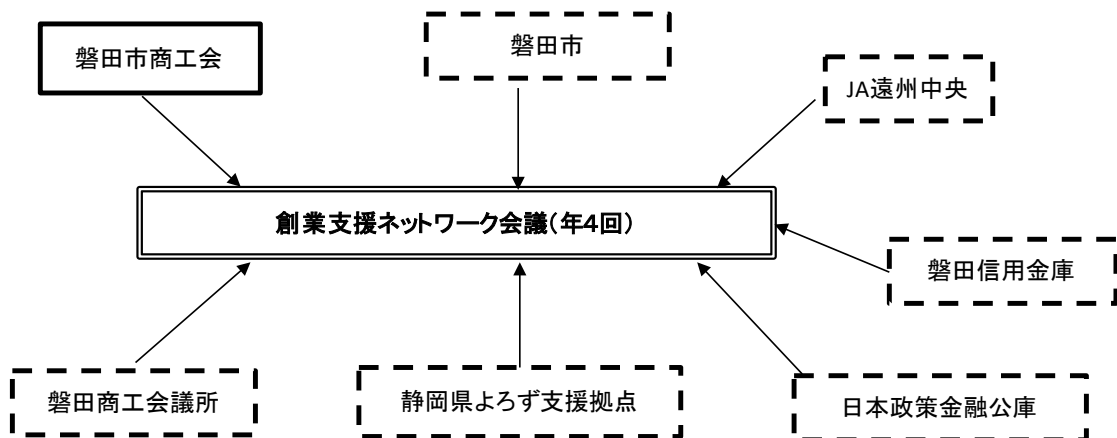 磐田市商工会
磐田市
JA遠州中央
創業支援ネットワーク会議(年4回)
磐田信用金庫
磐田商工会議所
静岡県よろず支援拠点
日本政策金融公庫